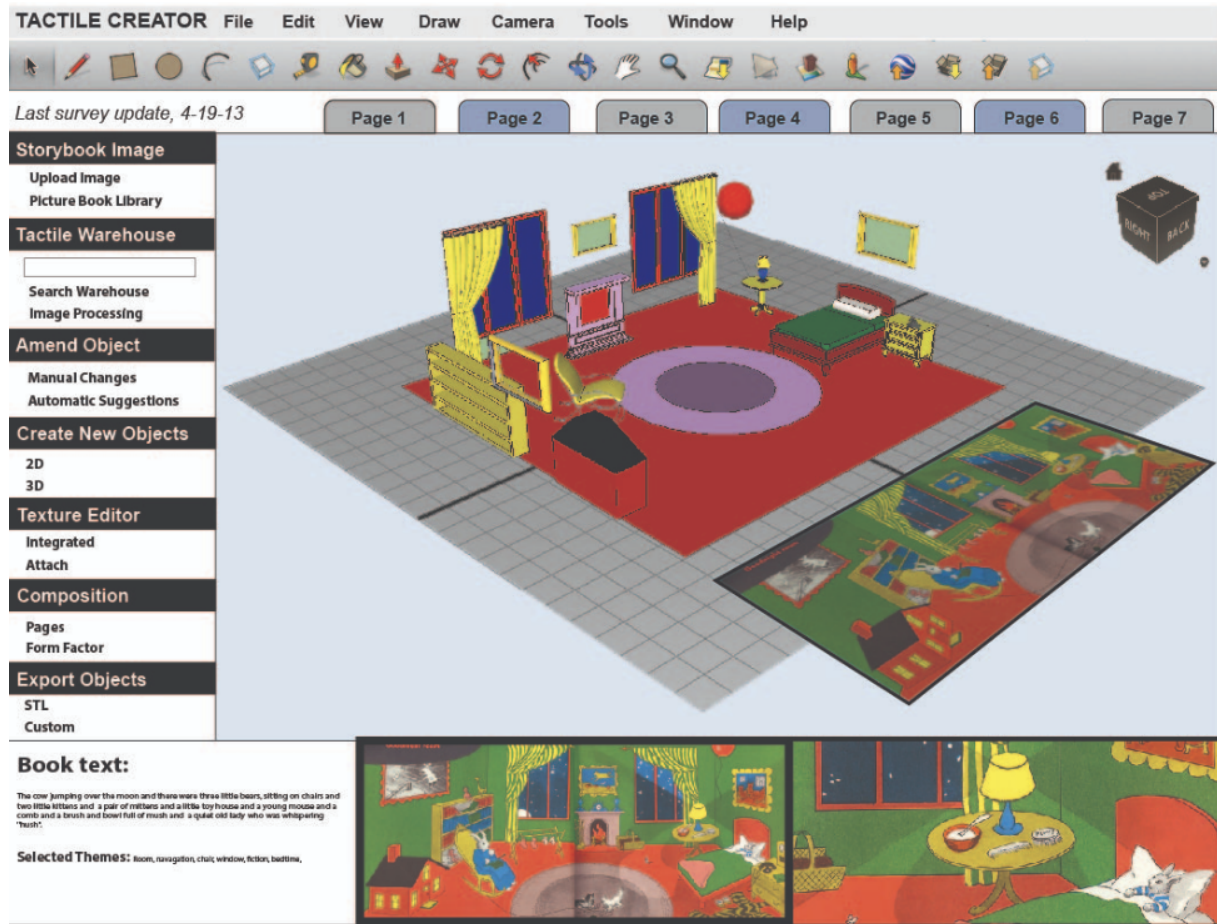 TACTILE CREATOR File Edit View Draw Camera Tools Window Help
Last survey update, 4-19-13
Page 1 Page 2 Page 3 Page 4 Page 5 Page 6 Page 7
Storybook Image
Upload Image
Picture Book Library
Tactile Warehouse
Search Warehouse
Image Processing
Amend Object
Manual Changes
Automatic Suggestions
Create New Objects
2D
3D
Texture Editor
Integrated
Attach
Composition
Pages
Form Factor
Export Objects
STL
Custom
TOP
RIGHT
BACK
Book text:
The cow jumping over the moon and there were three little bears, sitting on chairs and
two little kittens and a pair of mittens and a little toy house and a young mouse and a
comb and a brush and bowl full of mush and a quiet old lady who was whispering
"hush".
Selected Themes: Room, navagation, chair, window, fiction, bedtime,